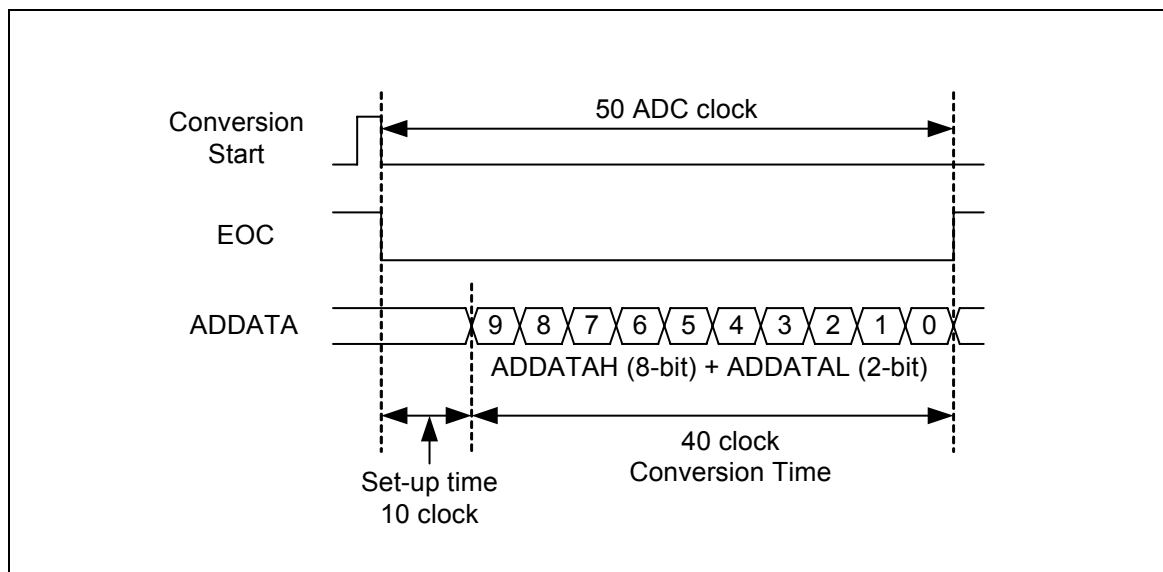 50 ADC clock
Conversion
Start
EOC
ADDATA
9 8 7 6 5 4 3 2 1 0
ADDATAH (8-bit) + ADDATAL (2-bit)
40 clock
Conversion Time
Set-up time
10 clock